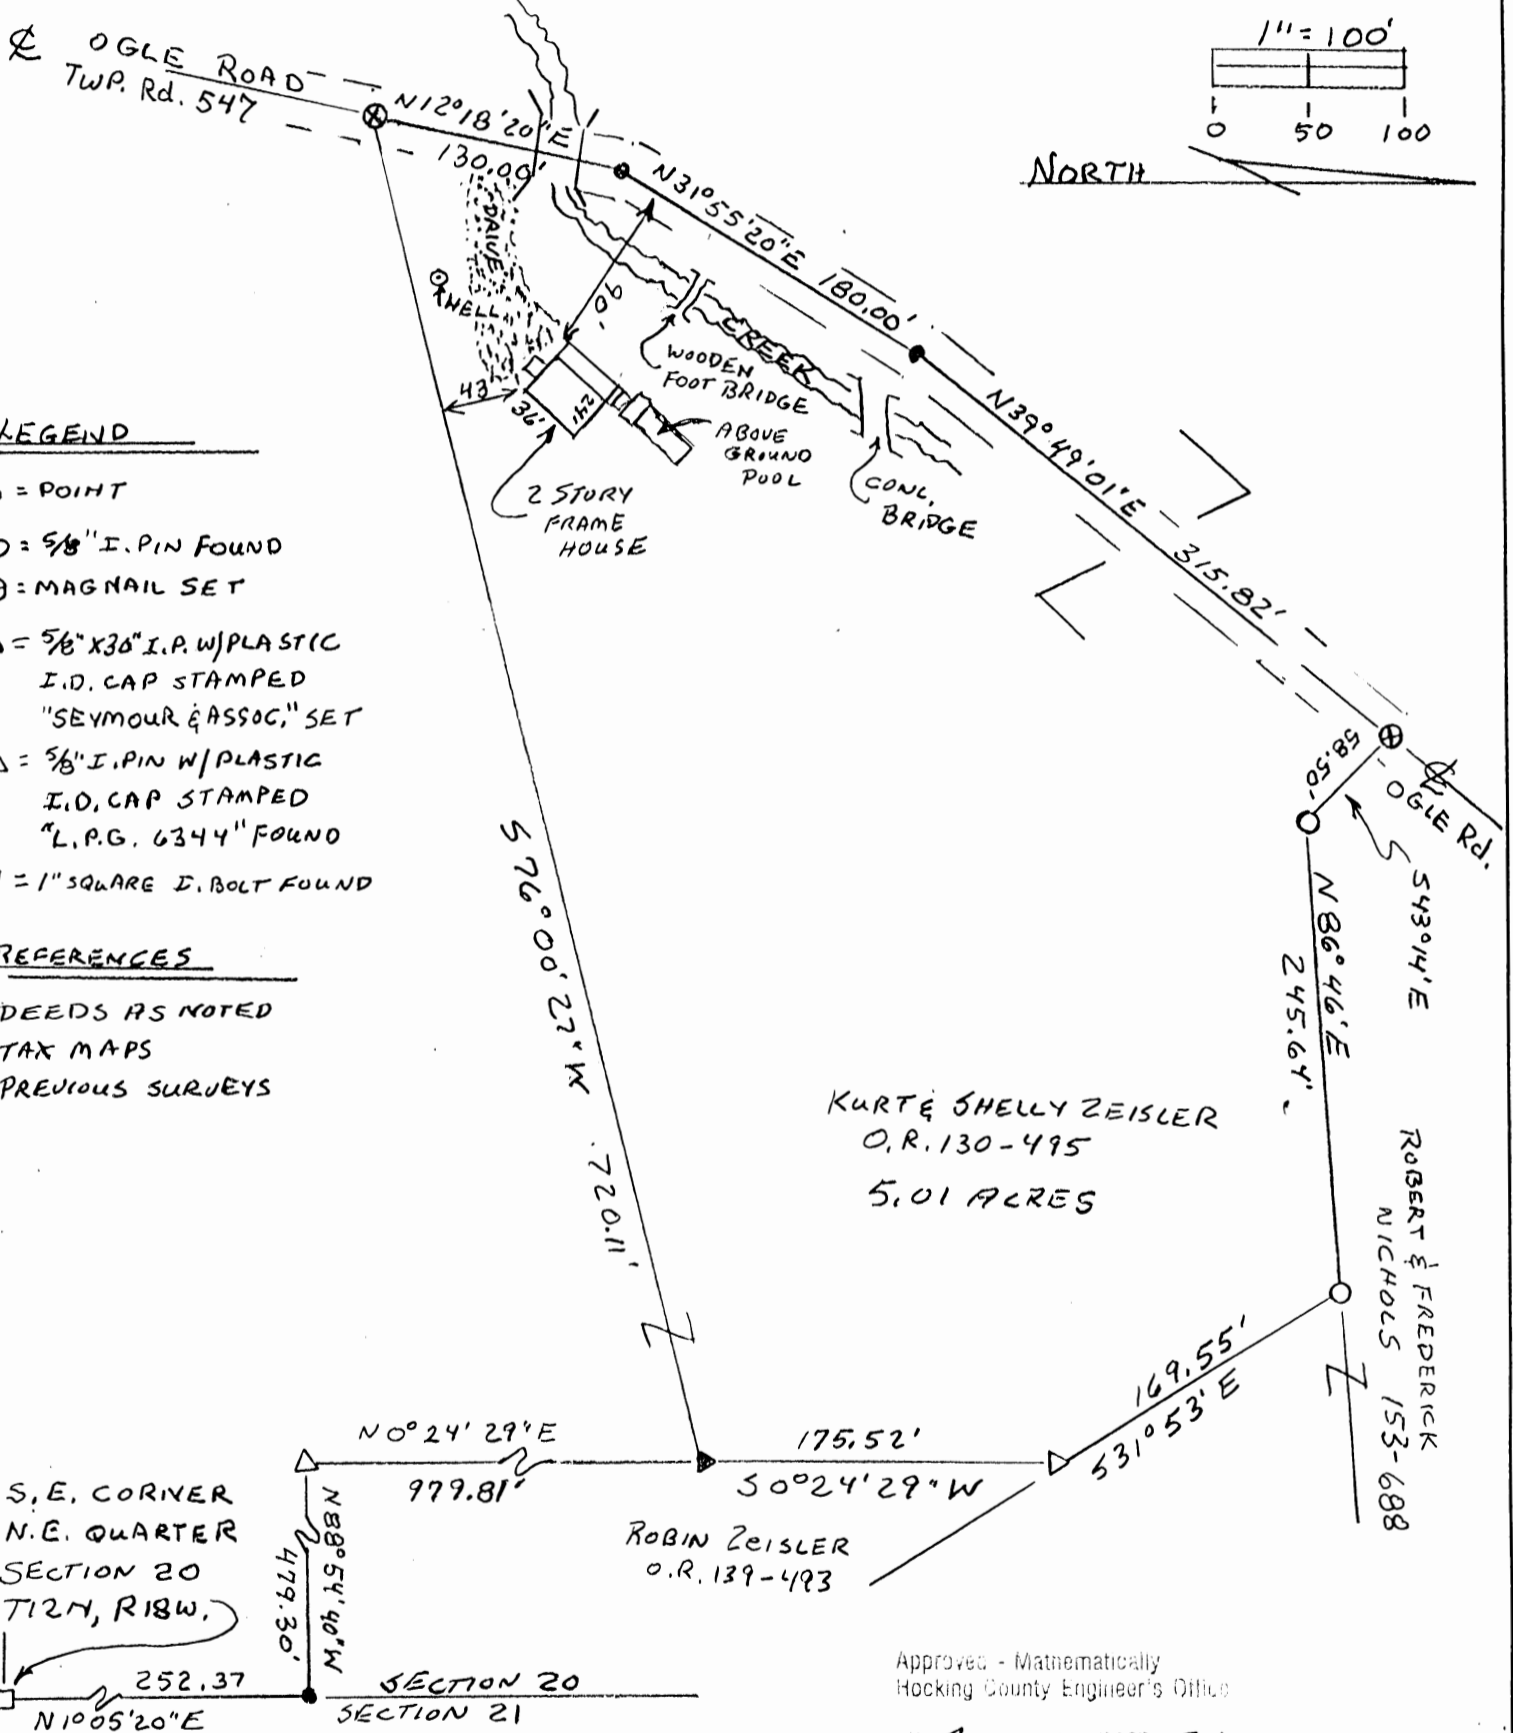 ℄ OGLE ROAD
TWP. Rd. 547
1"= 100'
0 50 100
NORTH
N12°18'20"E
130.00'
N31°55'20"E 180.00'
DRIVE
WELL
90'
CREEK
WOODEN
FOOT BRIDGE
43'
36'
24'
ABOVE
GROUND
POOL
2 STORY
FRAME
HOUSE
CONC.
BRIDGE
N39°49'01"E 315.82'
LEGEND
= POINT
= 5/8" I. PIN FOUND
= MAGNAIL SET
= 5/8" X 30" I.P. W/PLASTIC
I.D. CAP STAMPED
"SEYMOUR & ASSOC." SET
= 5/8" I. PIN W/PLASTIC
I.D. CAP STAMPED
"L.P.G. 6344" FOUND
= 1" SQUARE I. BOLT FOUND
REFERENCES
DEEDS AS NOTED
TAX MAPS
PREVIOUS SURVEYS
58.50'
℄
OGLE Rd.
S43°14'E
N86°46'E
245.64'
S76°00'27"W 720.11'
KURT & SHELLY ZEISLER
O.R. 130-495
5.01 ACRES
ROBERT & FREDERICK
NICHOLS 153-688
169.55'
S31°53'E
N0°24'29"E
979.81'
175.52'
S0°24'29"W
ROBIN ZEISLER
O.R. 139-493
S.E. CORNER
N.E. QUARTER
SECTION 20
T12N, R18W.
N88°54'40"W
479.30'
252.37
N1°05'20"E
SECTION 20
SECTION 21
Approved - Mathematically
Hocking County Engineer's Office